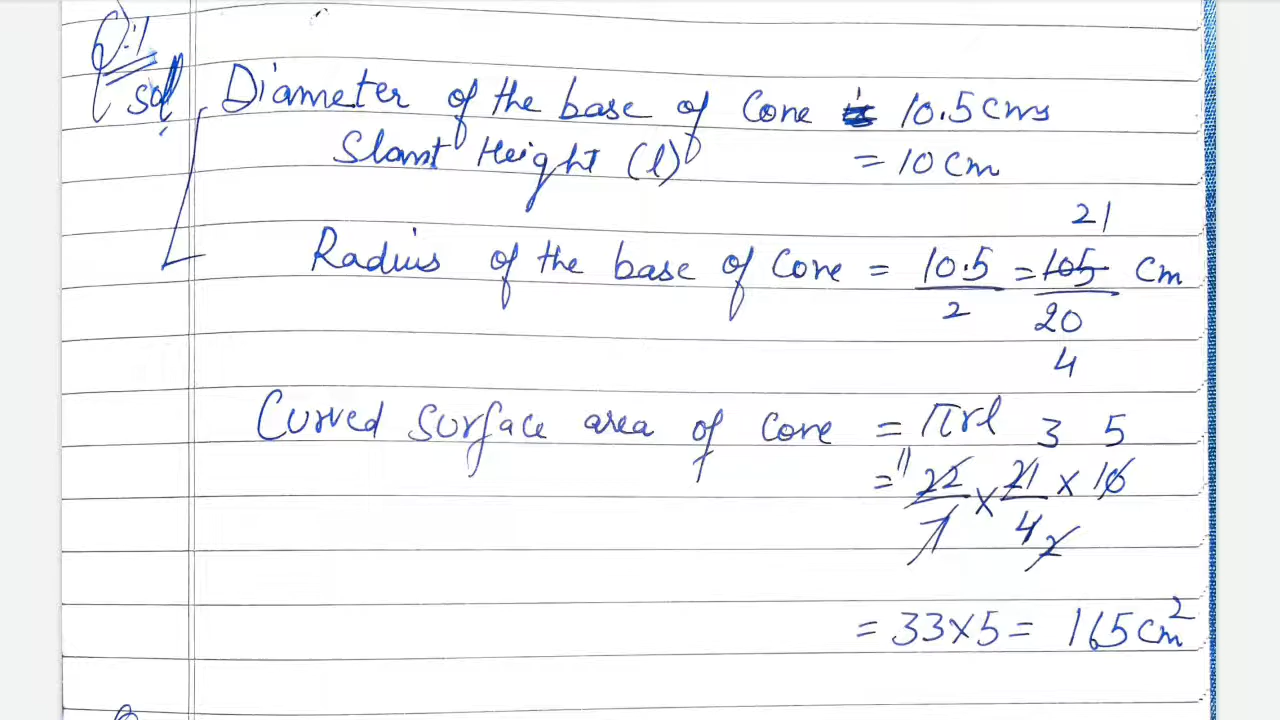 Q.1
Sol Diameter of the base of Cone is 10.5 cms
Slant Height (l) = 10 cm
21
Radius of the base of Cone = 10.5/2 = 105/20 cm
4
Curved Surface area of Cone = πrl
11 3 5
= 22/7 × 21/4 × 10
2
= 33×5 = 165 cm²